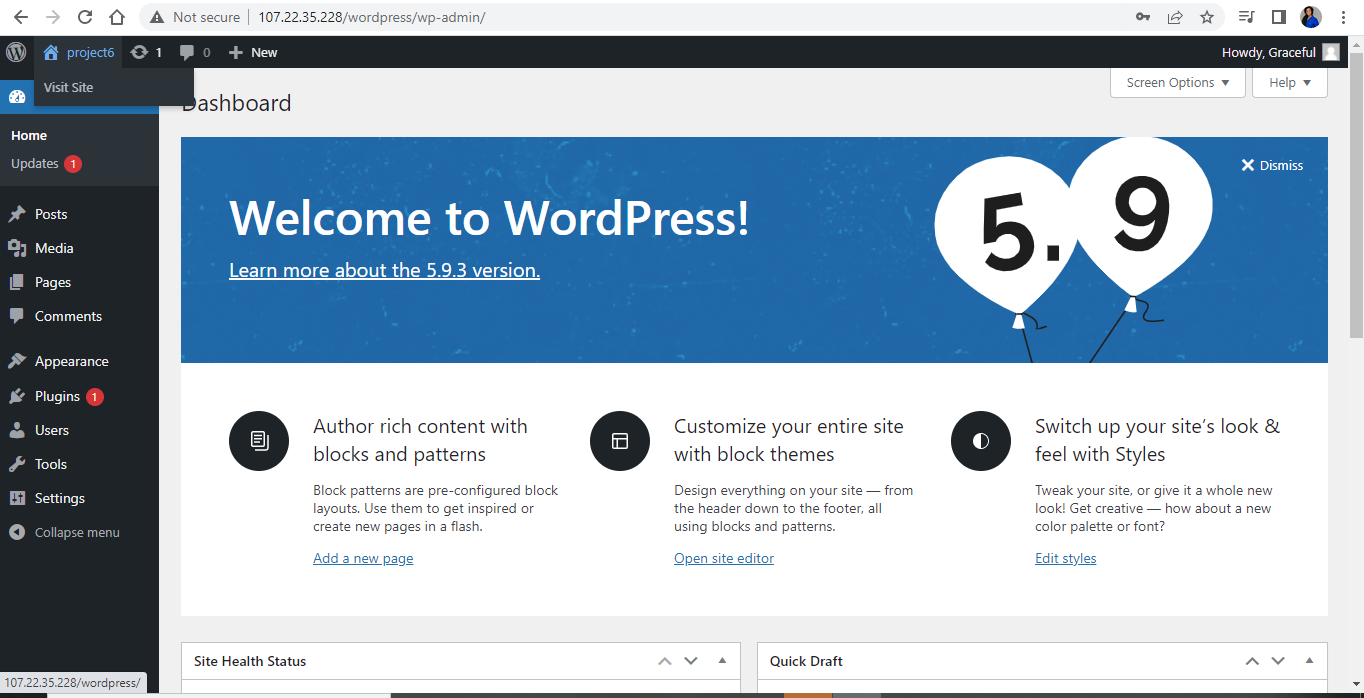 Not secure
107.22.35.228/wordpress/wp-admin/
project6
1
0
New
Howdy, Graceful
Visit Site
Screen Options
Help
Dashboard
Home
Updates 1
Posts
Media
Pages
Comments
Appearance
Plugins 1
Users
Tools
Settings
Collapse menu
Dismiss
Welcome to WordPress!
Learn more about the 5.9.3 version.
5.9
Author rich content with
blocks and patterns
Block patterns are pre-configured block
layouts. Use them to get inspired or
create new pages in a flash.
Add a new page
Customize your entire site
with block themes
Design everything on your site — from
the header down to the footer, all
using blocks and patterns.
Open site editor
Switch up your site’s look &
feel with Styles
Tweak your site, or give it a whole new
look! Get creative — how about a new
color palette or font?
Edit styles
Site Health Status
Quick Draft
107.22.35.228/wordpress/